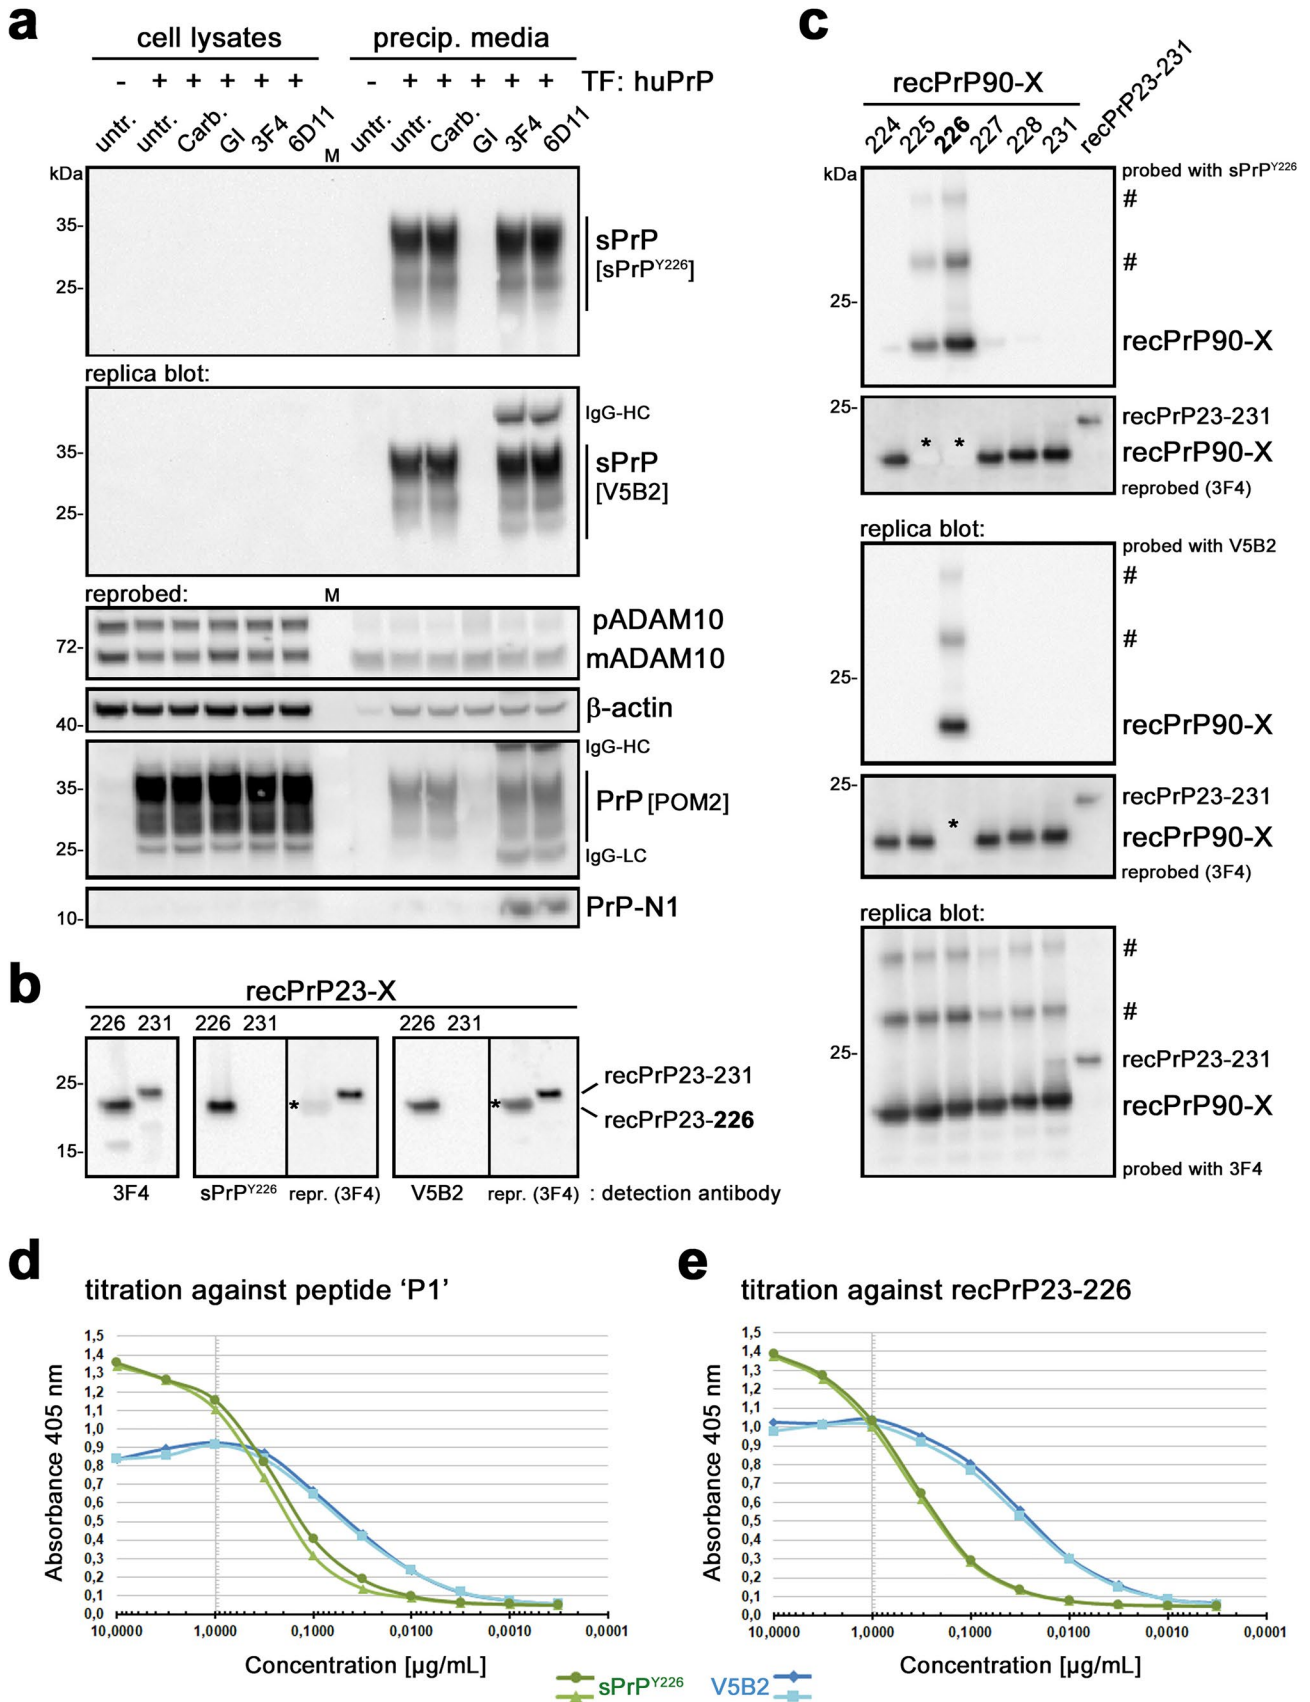 a
cell lysates precip. media
- + + + + + - + + + + + TF: huPrP
untr. untr. Carb. GI 3F4 6D11 M untr. untr. Carb. GI 3F4 6D11
kDa
35-
25-
sPrP
[sPrPY226]
replica blot:
IgG-HC
35-
25-
sPrP
[V5B2]
reprobed: M
72-
pADAM10
mADAM10
40-
β-actin
IgG-HC
35-
PrP [POM2]
25-
IgG-LC
10-
PrP-N1
b
recPrP23-X
226 231 226 231 226 231
25-
15-
*
*
recPrP23-231
recPrP23-226
3F4 sPrPY226 repr. (3F4) V5B2 repr. (3F4) : detection antibody
c
recPrP90-X
224 225 226 227 228 231 recPrP23-231
kDa
probed with sPrPY226
#
#
25-
recPrP90-X
25-
recPrP23-231
* *
recPrP90-X
reprobed (3F4)
replica blot:
probed with V5B2
#
#
25-
recPrP90-X
25-
recPrP23-231
*
recPrP90-X
reprobed (3F4)
replica blot:
#
#
25-
recPrP23-231
recPrP90-X
probed with 3F4
d
titration against peptide ‘P1’
Absorbance 405 nm
1,5
1,4
1,3
1,2
1,1
1,0
0,9
0,8
0,7
0,6
0,5
0,4
0,3
0,2
0,1
0,0
10,0000 1,0000 0,1000 0,0100 0,0010 0,0001
Concentration [µg/mL]
e
titration against recPrP23-226
Absorbance 405 nm
1,5
1,4
1,3
1,2
1,1
1,0
0,9
0,8
0,7
0,6
0,5
0,4
0,3
0,2
0,1
0,0
10,0000 1,0000 0,1000 0,0100 0,0010 0,0001
Concentration [µg/mL]
sPrPY226 V5B2